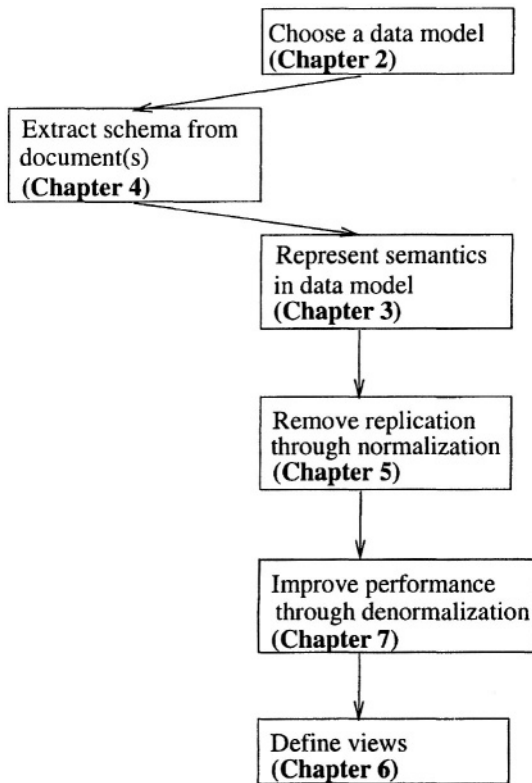 Choose a data model
(Chapter 2)
Extract schema from
document(s)
(Chapter 4)
Represent semantics
in data model
(Chapter 3)
Remove replication
through normalization
(Chapter 5)
Improve performance
through denormalization
(Chapter 7)
Define views
(Chapter 6)